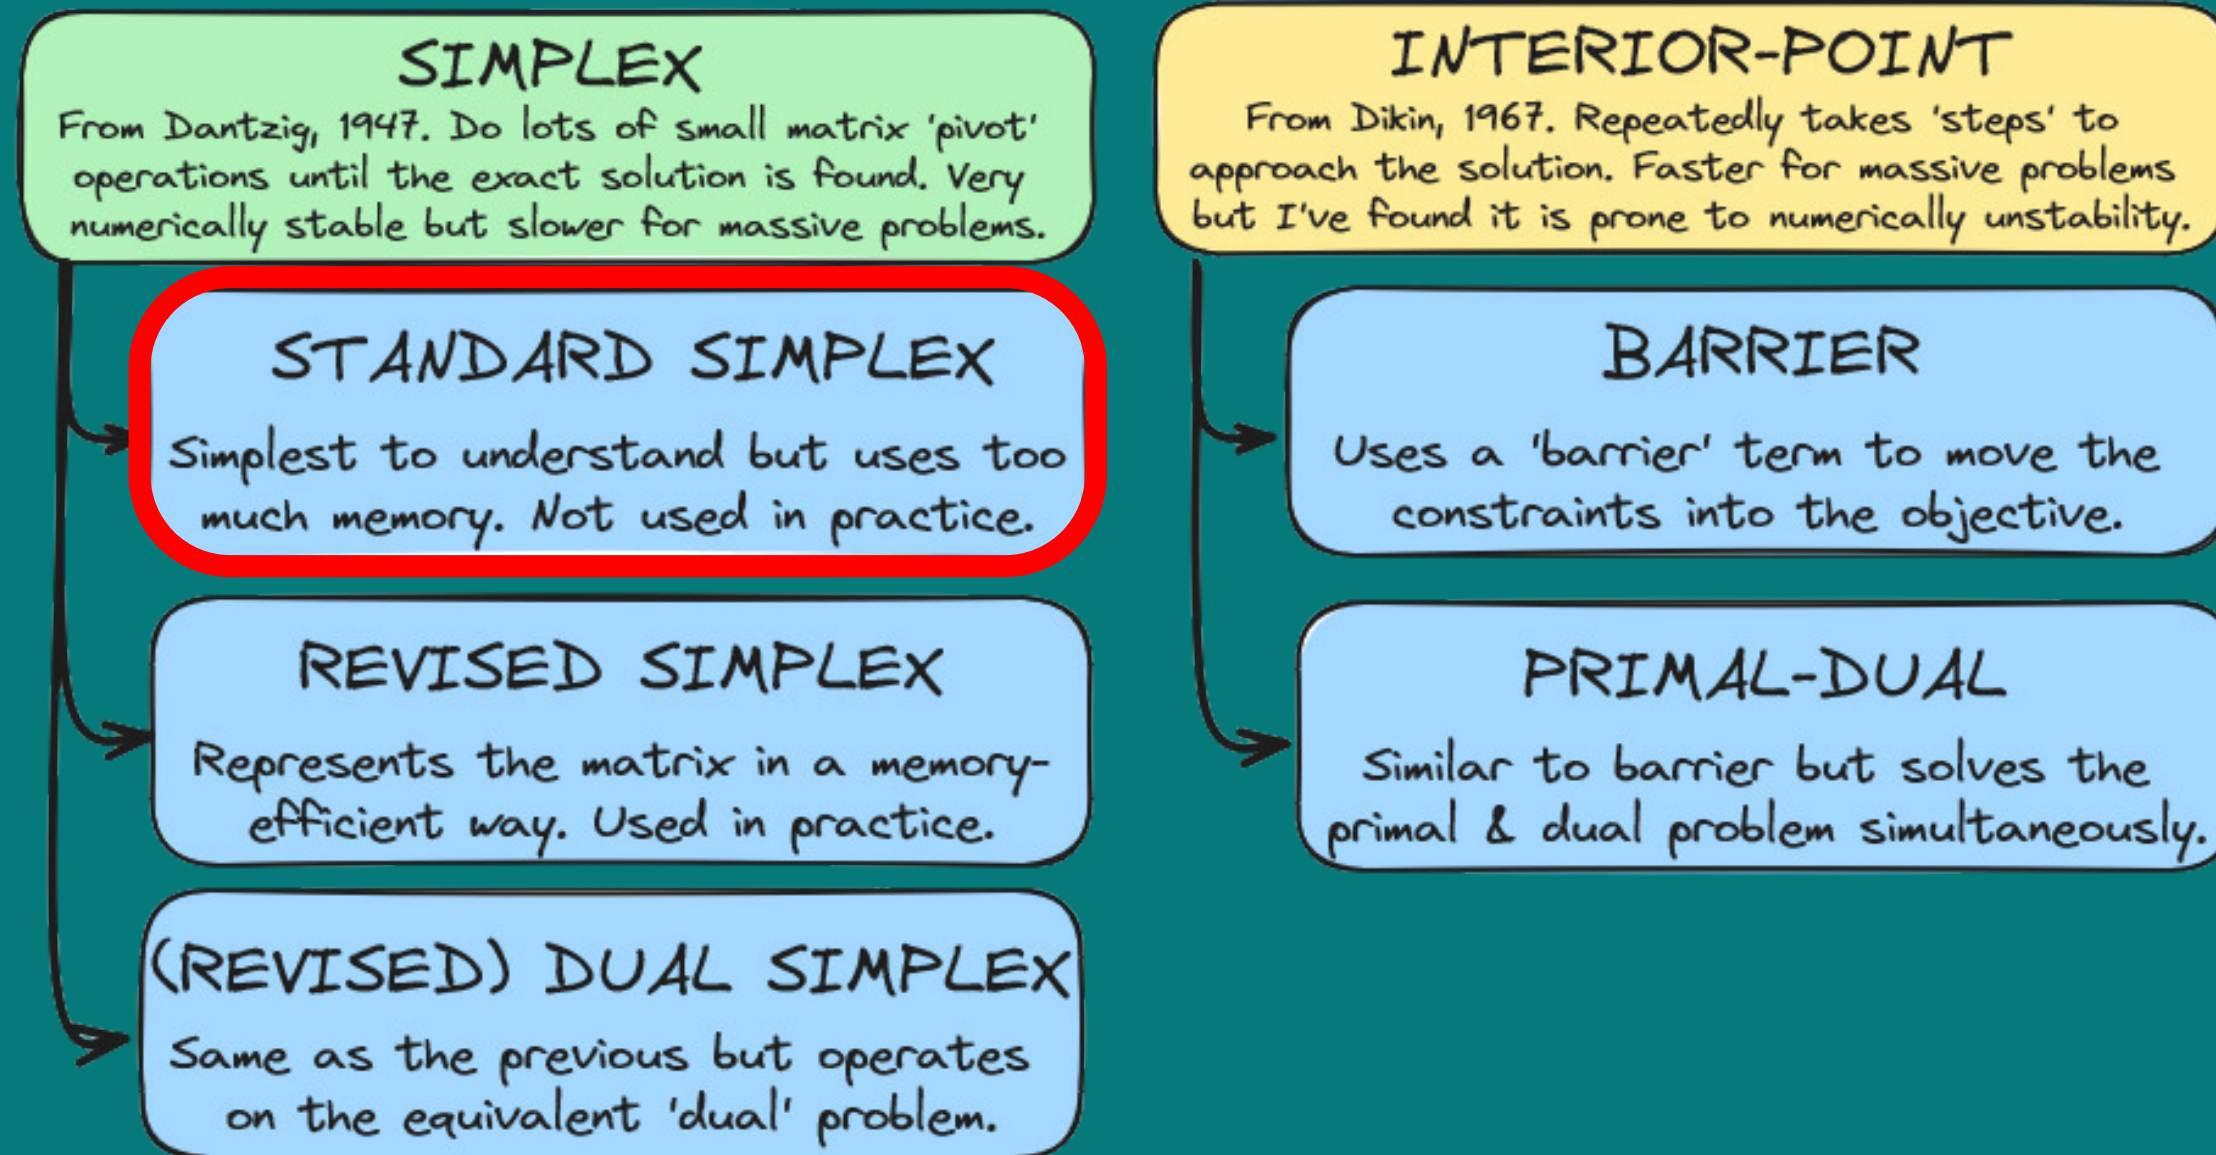 SIMPLEX
From Dantzig, 1947. Do lots of small matrix 'pivot'
operations until the exact solution is found. Very
numerically stable but slower for massive problems.
STANDARD SIMPLEX
Simplest to understand but uses too
much memory. Not used in practice.
REVISED SIMPLEX
Represents the matrix in a memory-
efficient way. Used in practice.
(REVISED) DUAL SIMPLEX
Same as the previous but operates
on the equivalent 'dual' problem.
INTERIOR-POINT
From Dikin, 1967. Repeatedly takes 'steps' to
approach the solution. Faster for massive problems
but I've found it is prone to numerically unstability.
BARRIER
Uses a 'barrier' term to move the
constraints into the objective.
PRIMAL-DUAL
Similar to barrier but solves the
primal & dual problem simultaneously.